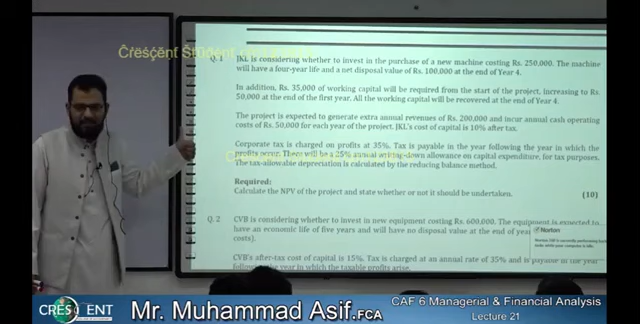 Q. 1 JKL is considering whether to invest in the purchase of a new machine costing Rs. 250,000. The machine
will have a four-year life and a net disposal value of Rs. 100,000 at the end of Year 4.
In addition, Rs. 35,000 of working capital will be required from the start of the project, increasing to Rs.
50,000 at the end of the first year. All the working capital will be recovered at the end of Year 4.
The project is expected to generate extra annual revenues of Rs. 200,000 and incur annual cash operating
costs of Rs. 50,000 for each year of the project. JKL's cost of capital is 10% after tax.
Corporate tax is charged on profits at 35%. Tax is payable in the year following the year in which the
profits occur. There will be a 25% annual writing-down allowance on capital expenditure, for tax purposes.
The tax-allowable depreciation is calculated by the reducing balance method.
Required:
Calculate the NPV of the project and state whether or not it should be undertaken. (10)
Q. 2 CVB is considering whether to invest in new equipment costing Rs. 600,000. The equipment is expected to
have an economic life of five years and will have no disposal value at the end of year
costs).
Norton
CVB's after-tax cost of capital is 15%. Tax is charged at an annual rate of 35% and is payable in the year
following the year in which the taxable profits arise.
CRESCENT
Mr. Muhammad Asif.FCA
CAF 6 Managerial & Financial Analysis
Lecture 21